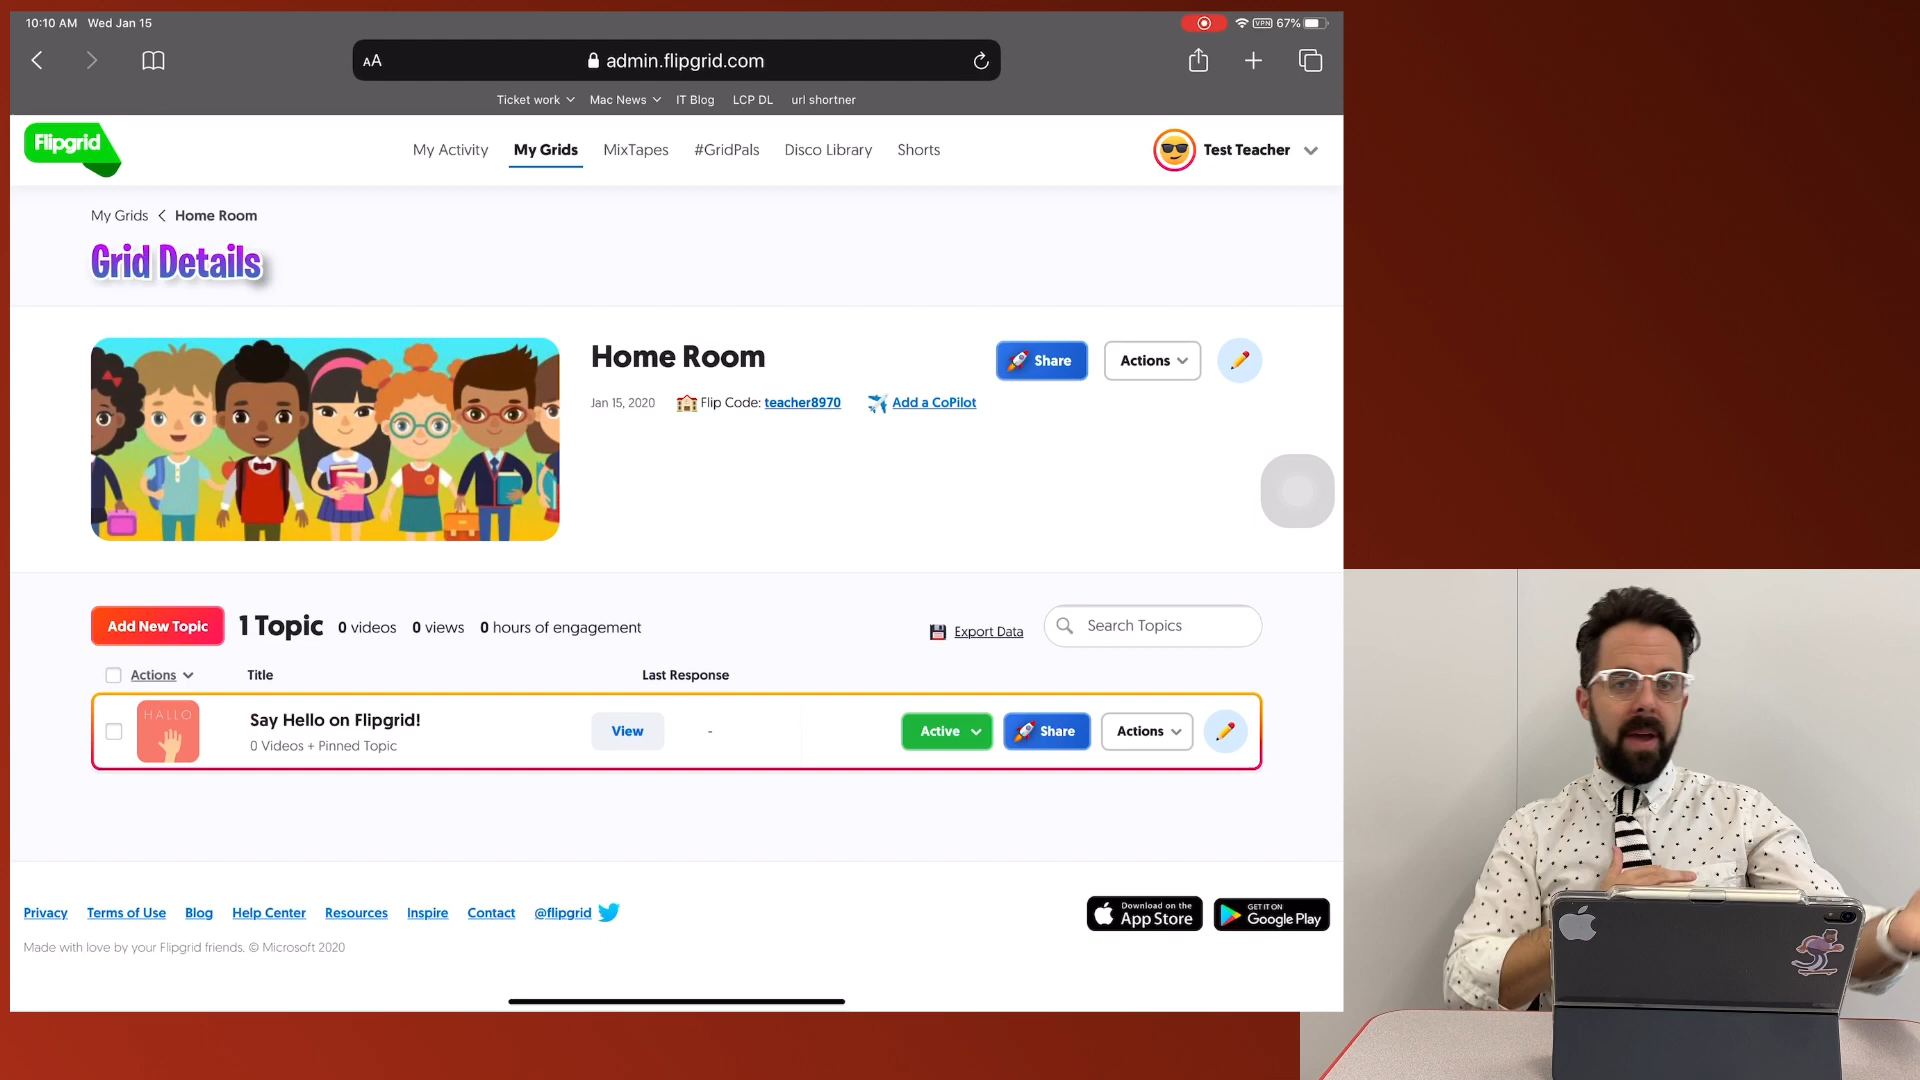 10:10 AM Wed Jan 15
VPN 67%
AA admin.flipgrid.com
Ticket work Mac News IT Blog LCP DL url shortner
Flipgrid
My Activity My Grids MixTapes #GridPals Disco Library Shorts
Test Teacher
My Grids < Home Room
Grid Details
Home Room
Share Actions
Jan 15, 2020 Flip Code: teacher8970 Add a CoPilot
Add New Topic 1 Topic 0 videos 0 views 0 hours of engagement
Export Data Search Topics
Actions Title Last Response
HALLO
Say Hello on Flipgrid!
0 Videos + Pinned Topic
View - Active Share Actions
Privacy Terms of Use Blog Help Center Resources Inspire Contact @flipgrid
Download on the App Store
GET IT ON Google Play
Made with love by your Flipgrid friends. © Microsoft 2020